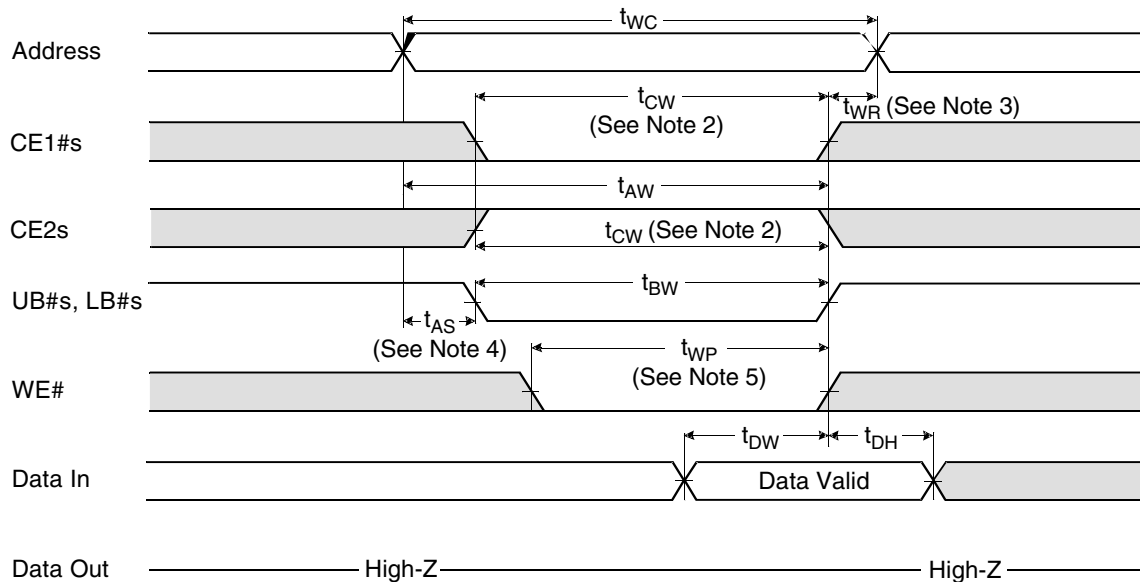 tWC
Address
tCW
(See Note 2)
tWR (See Note 3)
CE1#s
tAW
CE2s
tCW (See Note 2)
tBW
UB#s, LB#s
tAS
(See Note 4)
tWP
(See Note 5)
WE#
tDW
tDH
Data In
Data Valid
Data Out
High-Z
High-Z